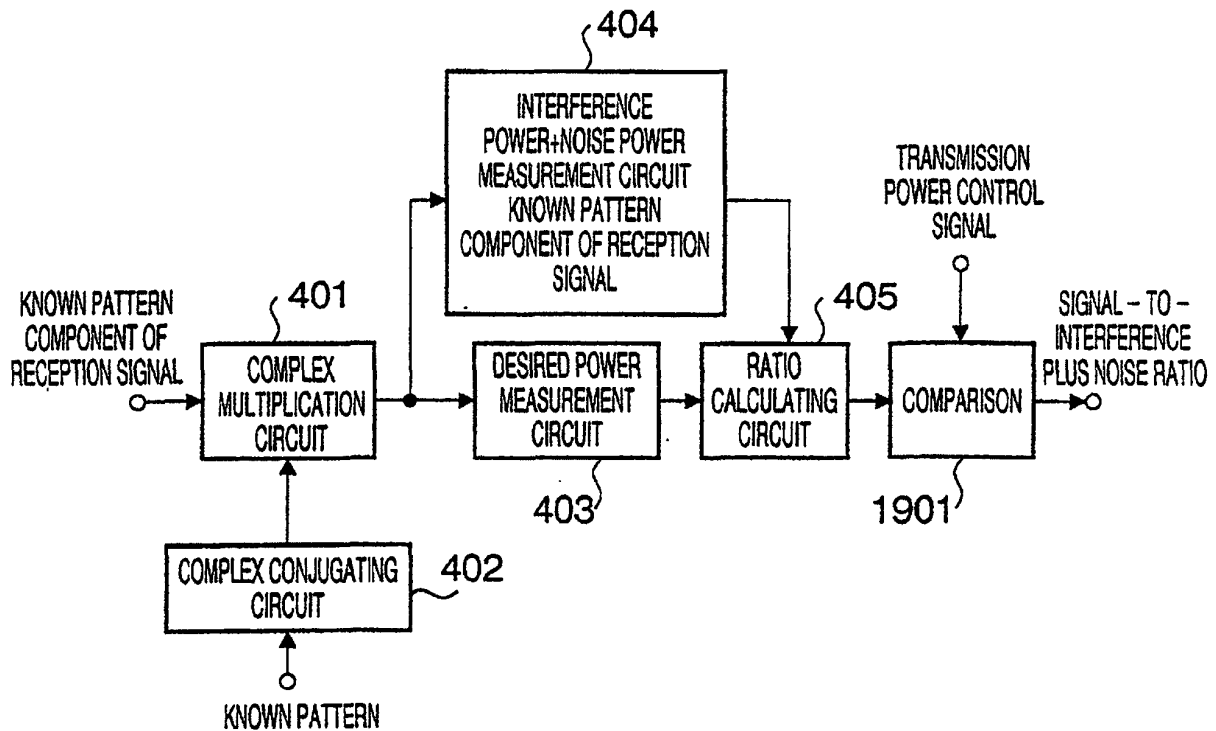 404
INTERFERENCE
POWER+NOISE POWER
MEASUREMENT CIRCUIT
KNOWN PATTERN
COMPONENT OF RECEPTION
SIGNAL
TRANSMISSION
POWER CONTROL
SIGNAL
KNOWN PATTERN
COMPONENT OF
RECEPTION SIGNAL
401
COMPLEX
MULTIPLICATION
CIRCUIT
DESIRED POWER
MEASUREMENT
CIRCUIT
403
405
RATIO
CALCULATING
CIRCUIT
COMPARISON
1901
SIGNAL – TO –
INTERFERENCE
PLUS NOISE RATIO
COMPLEX CONJUGATING
CIRCUIT
402
KNOWN PATTERN